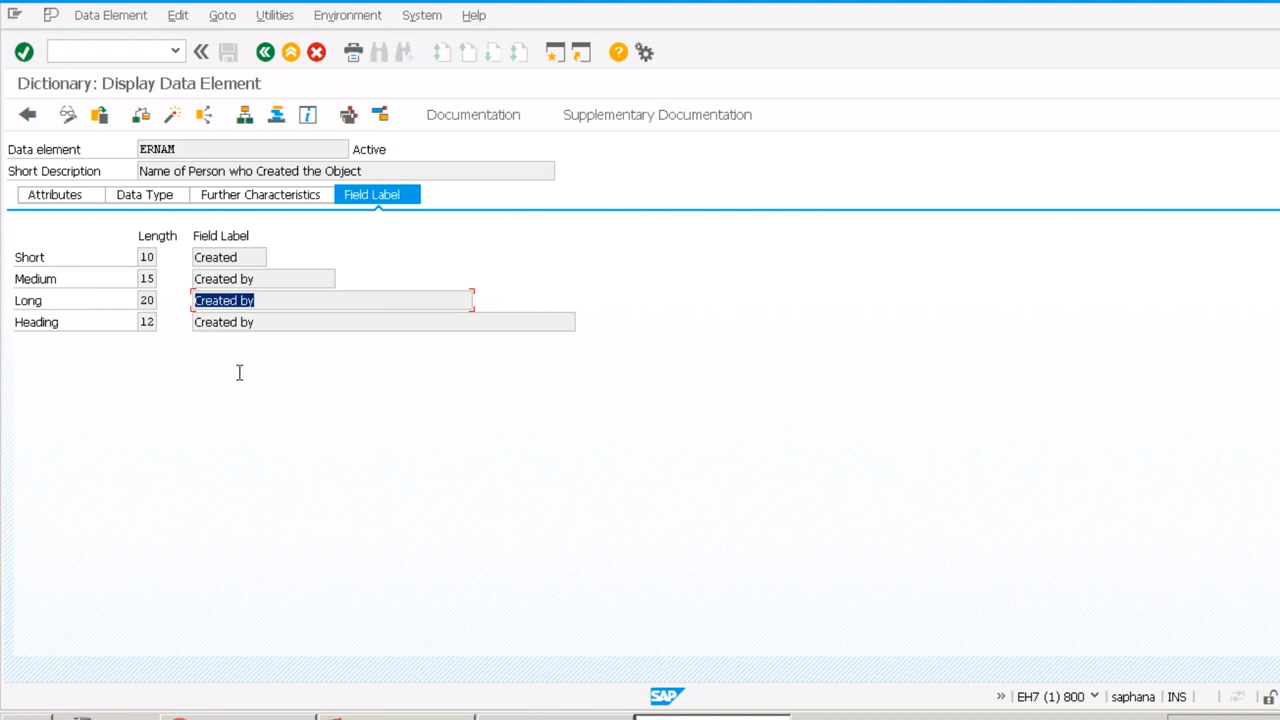 Data Element Edit Goto Utilities Environment System Help
Dictionary: Display Data Element
Documentation Supplementary Documentation
Data element ERNAM Active
Short Description Name of Person who Created the Object
Attributes Data Type Further Characteristics Field Label
Length Field Label
Short 10 Created
Medium 15 Created by
Long 20 Created by
Heading 12 Created by
SAP EH7 (1) 800 saphana INS